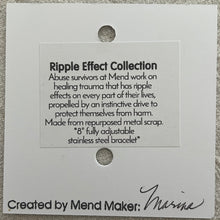 Ripple Effect Collection
Abuse survivors at Mend work on
healing trauma that has ripple
effects on every part of their lives,
propelled by an instinctive drive to
protect themselves from harm.
Made from repurposed metal scrap.
"8" fully adjustable
stainless steel bracelet"
Created by Mend Maker: Marina